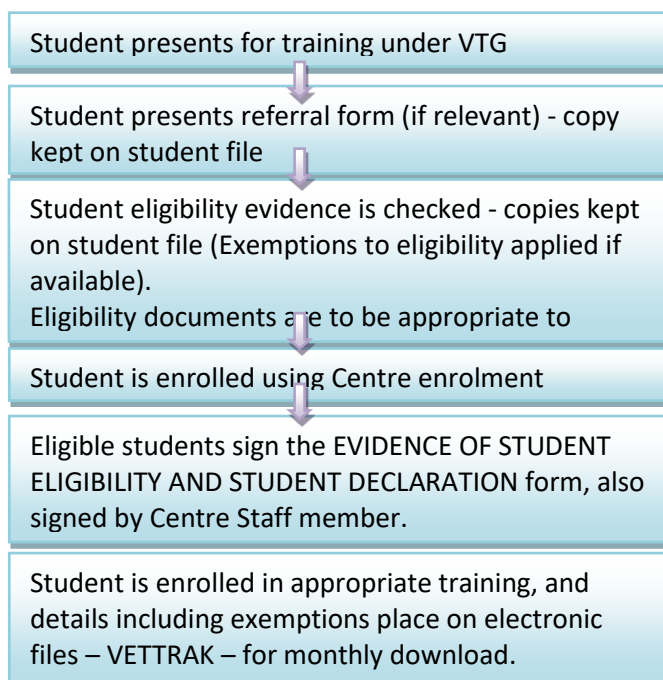 Student presents for training under VTG
Student presents referral form (if relevant) - copy
kept on student file
Student eligibility evidence is checked - copies kept
on student file (Exemptions to eligibility applied if
available).
Eligibility documents are to be appropriate to
Student is enrolled using Centre enrolment
Eligible students sign the EVIDENCE OF STUDENT
ELIGIBILITY AND STUDENT DECLARATION form, also
signed by Centre Staff member.
Student is enrolled in appropriate training, and
details including exemptions place on electronic
files – VETTRAK – for monthly download.